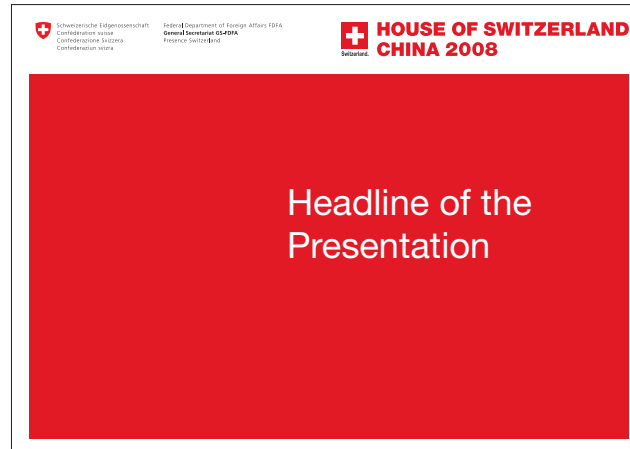 Schweizerische Eidgenossenschaft
Confédération suisse
Confederazione Svizzera
Confederaziun svizra
Federal Department of Foreign Affairs FDFA
General Secretariat GS-FDFA
Presence Switzerland
Switzerland.
HOUSE OF SWITZERLAND
CHINA 2008
Headline of the
Presentation